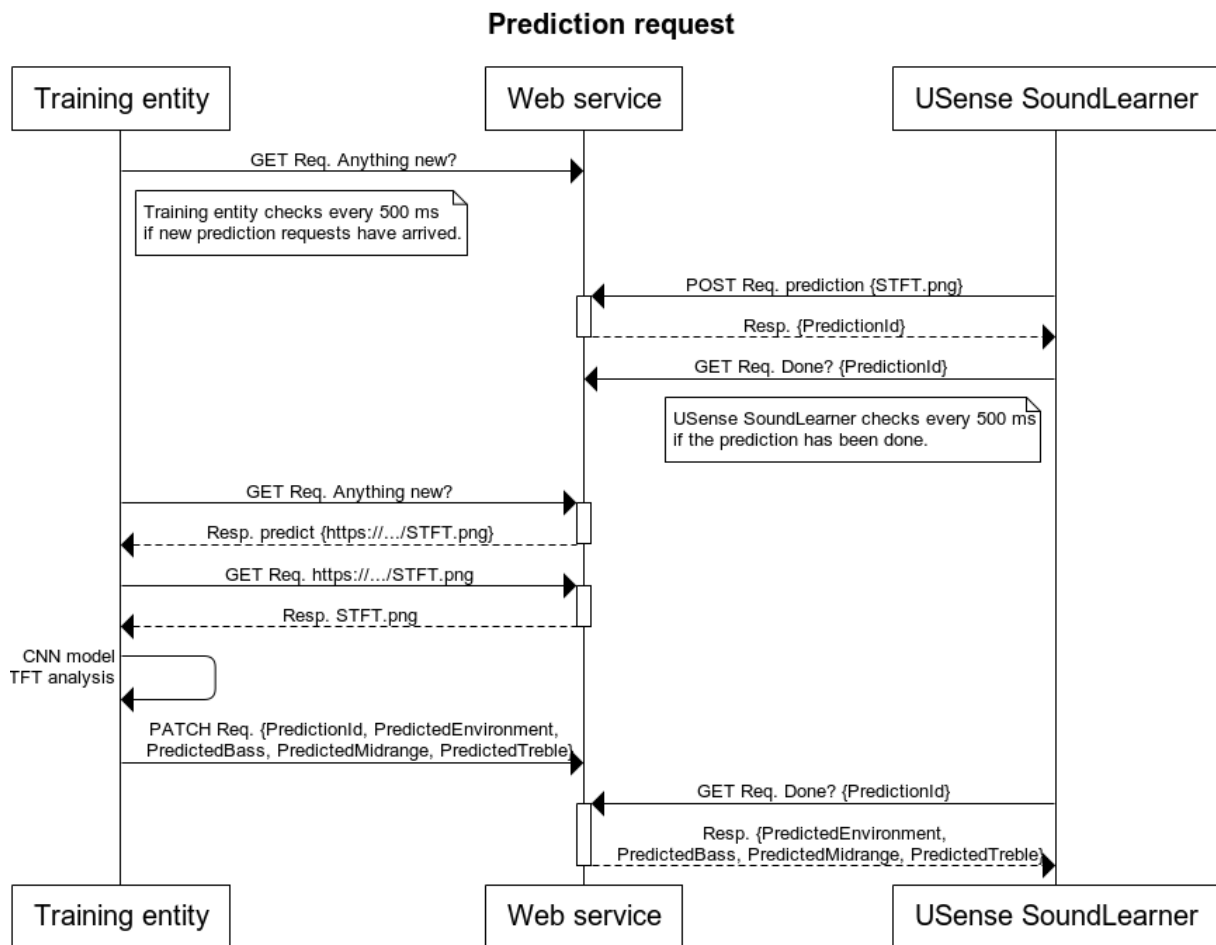 Prediction request
Training entity
Web service
USense SoundLearner
GET Req. Anything new?
Training entity checks every 500 ms
if new prediction requests have arrived.
POST Req. prediction {STFT.png}
Resp. {PredictionId}
GET Req. Done? {PredictionId}
USense SoundLearner checks every 500 ms
if the prediction has been done.
GET Req. Anything new?
Resp. predict {https://.../STFT.png}
GET Req. https://.../STFT.png
Resp. STFT.png
CNN model
TFT analysis
PATCH Req. {PredictionId, PredictedEnvironment,
PredictedBass, PredictedMidrange, PredictedTreble}
GET Req. Done? {PredictionId}
Resp. {PredictedEnvironment,
PredictedBass, PredictedMidrange, PredictedTreble}
Training entity
Web service
USense SoundLearner